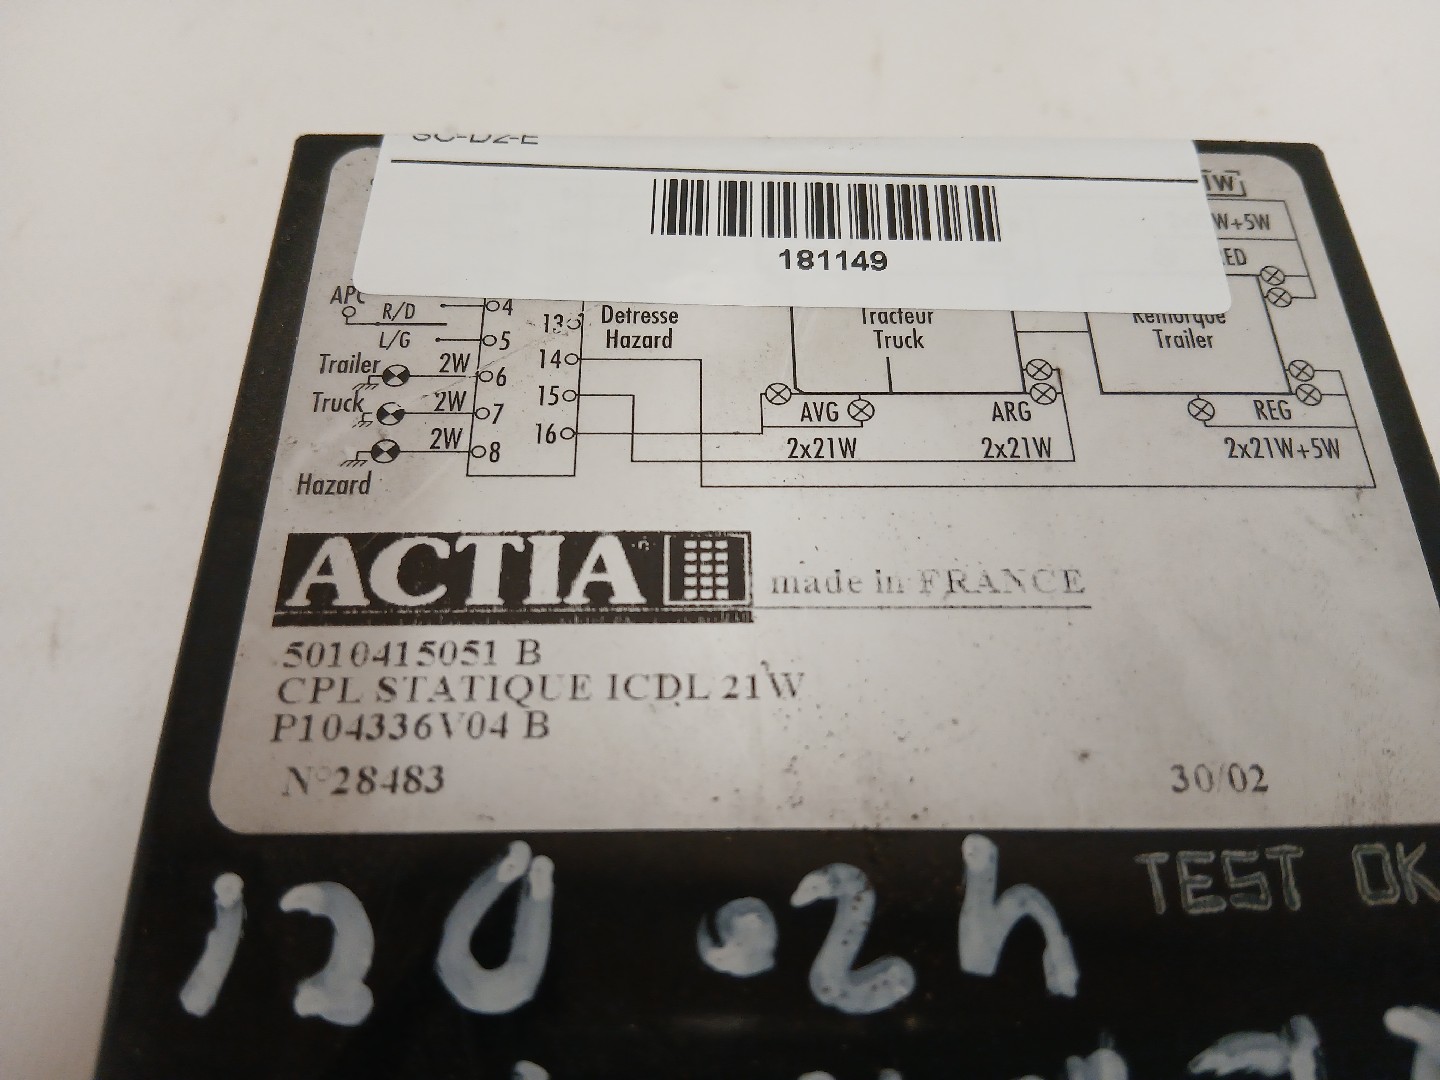 181149
W+5W
4
R/D
13
Detresse
Tracteur
Remorque
L/G
5
Hazard
Truck
Trailer
Trailer
2W
6
14
Truck
2W
7
15
AVG
ARG
REG
2W
8
16
2x21W
2x21W
2x21W+5W
Hazard
ACTIA
made in FRANCE
5010415051 B
CPL STATIQUE ICDL 21W
P104336V04 B
N°28483
30/02
TEST OK